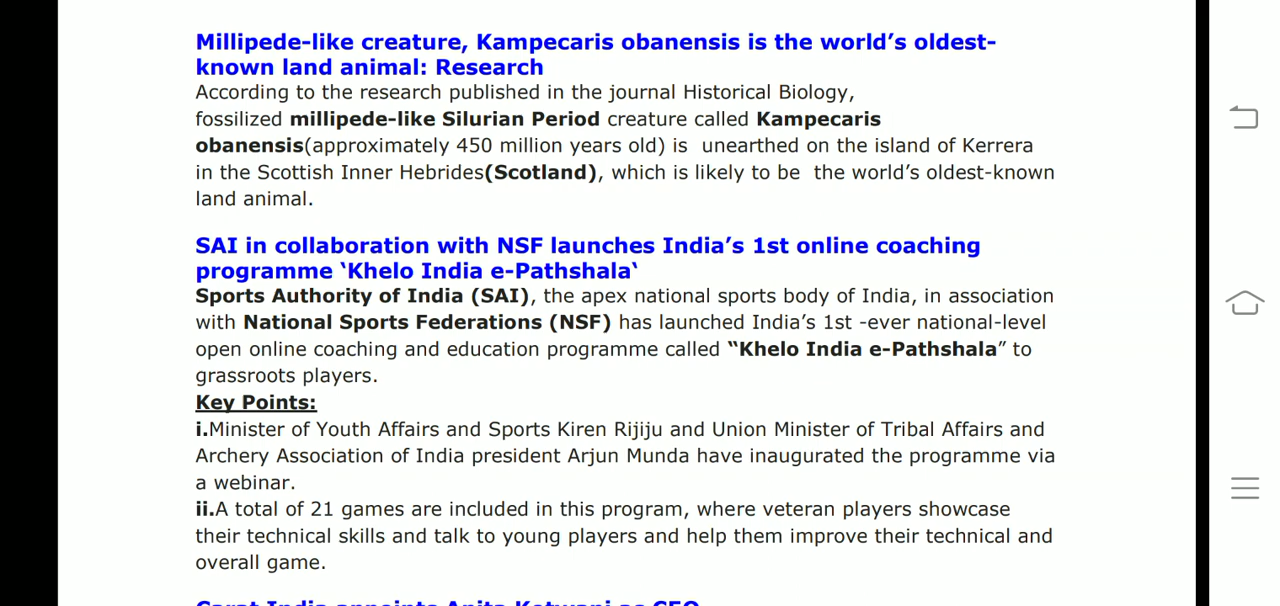 Millipede-like creature, Kampecaris obanensis is the world’s oldest-
known land animal: Research
According to the research published in the journal Historical Biology,
fossilized millipede-like Silurian Period creature called Kampecaris
obanensis(approximately 450 million years old) is  unearthed on the island of Kerrera
in the Scottish Inner Hebrides(Scotland), which is likely to be  the world’s oldest-known
land animal.
SAI in collaboration with NSF launches India’s 1st online coaching
programme ‛Khelo India e-Pathshala‛
Sports Authority of India (SAI), the apex national sports body of India, in association
with National Sports Federations (NSF) has launched India’s 1st -ever national-level
open online coaching and education programme called “Khelo India e-Pathshala” to
grassroots players.
Key Points:
i.Minister of Youth Affairs and Sports Kiren Rijiju and Union Minister of Tribal Affairs and
Archery Association of India president Arjun Munda have inaugurated the programme via
a webinar.
ii.A total of 21 games are included in this program, where veteran players showcase
their technical skills and talk to young players and help them improve their technical and
overall game.
Carat India appoints Anita Kotwani as CEO